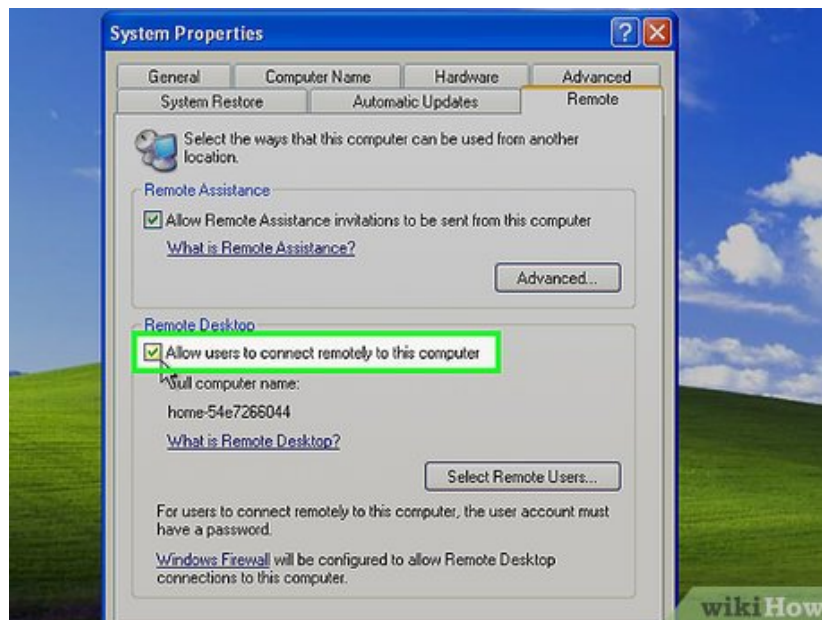 System Properties
General
Computer Name
Hardware
Advanced
System Restore
Automatic Updates
Remote
Select the ways that this computer can be used from another
location.
Remote Assistance
Allow Remote Assistance invitations to be sent from this computer
What is Remote Assistance?
Advanced...
Remote Desktop
Allow users to connect remotely to this computer
Full computer name:
home-54e7266044
What is Remote Desktop?
Select Remote Users...
For users to connect remotely to this computer, the user account must
have a password.
Windows Firewall will be configured to allow Remote Desktop
connections to this computer.
wikiHow